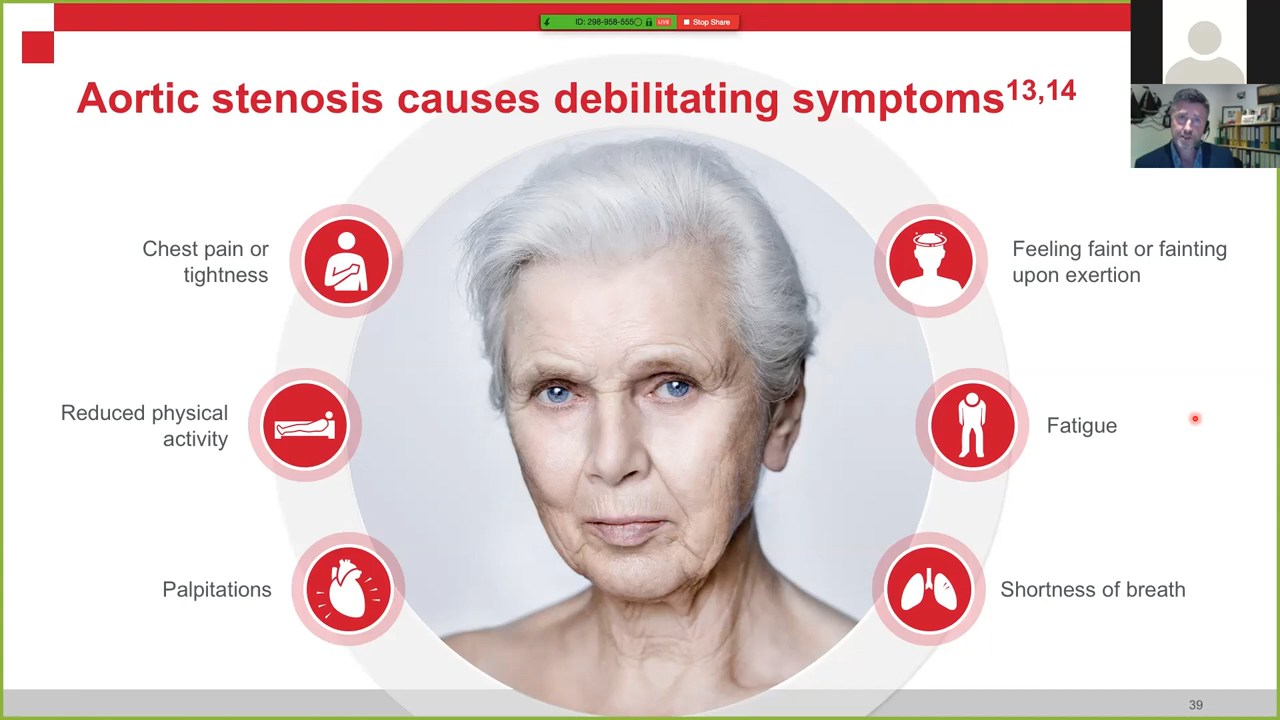 ID: 298-958-555
LIVE
Stop Share
Aortic stenosis causes debilitating symptoms13,14
Chest pain or
tightness
Feeling faint or fainting
upon exertion
Reduced physical
activity
Fatigue
Palpitations
Shortness of breath
39